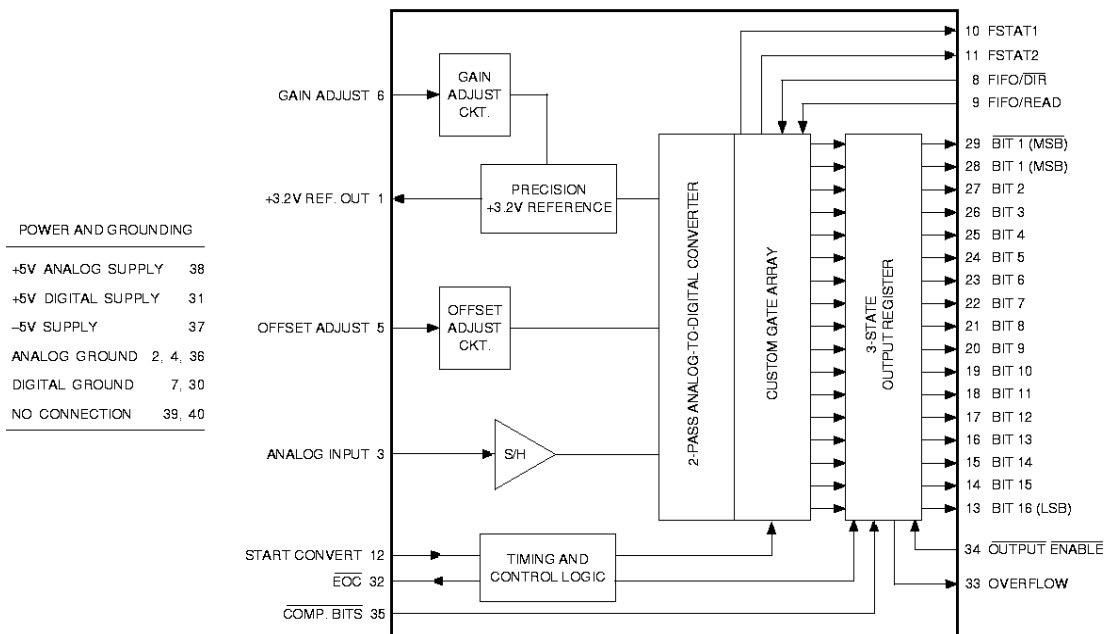 POWER AND GROUNDING
+5V ANALOG SUPPLY 38
+5V DIGITAL SUPPLY 31
–5V SUPPLY 37
ANALOG GROUND 2, 4, 36
DIGITAL GROUND 7, 30
NO CONNECTION 39, 40
GAIN ADJUST 6
+3.2V REF. OUT 1
OFFSET ADJUST 5
ANALOG INPUT 3
START CONVERT 12
EOC 32
COMP. BITS 35
GAIN
ADJUST
CKT.
PRECISION
+3.2V REFERENCE
OFFSET
ADJUST
CKT.
S/H
TIMING AND
CONTROL LOGIC
2-PASS ANALOG-TO-DIGITAL CONVERTER
CUSTOM GATE ARRAY
3-STATE
OUTPUT REGISTER
10 FSTAT1
11 FSTAT2
8 FIFO/DIR
9 FIFO/READ
29 BIT 1 (MSB)
28 BIT 1 (MSB)
27 BIT 2
26 BIT 3
25 BIT 4
24 BIT 5
23 BIT 6
22 BIT 7
21 BIT 8
20 BIT 9
19 BIT 10
18 BIT 11
17 BIT 12
16 BIT 13
15 BIT 14
14 BIT 15
13 BIT 16 (LSB)
34 OUTPUT ENABLE
33 OVERFLOW